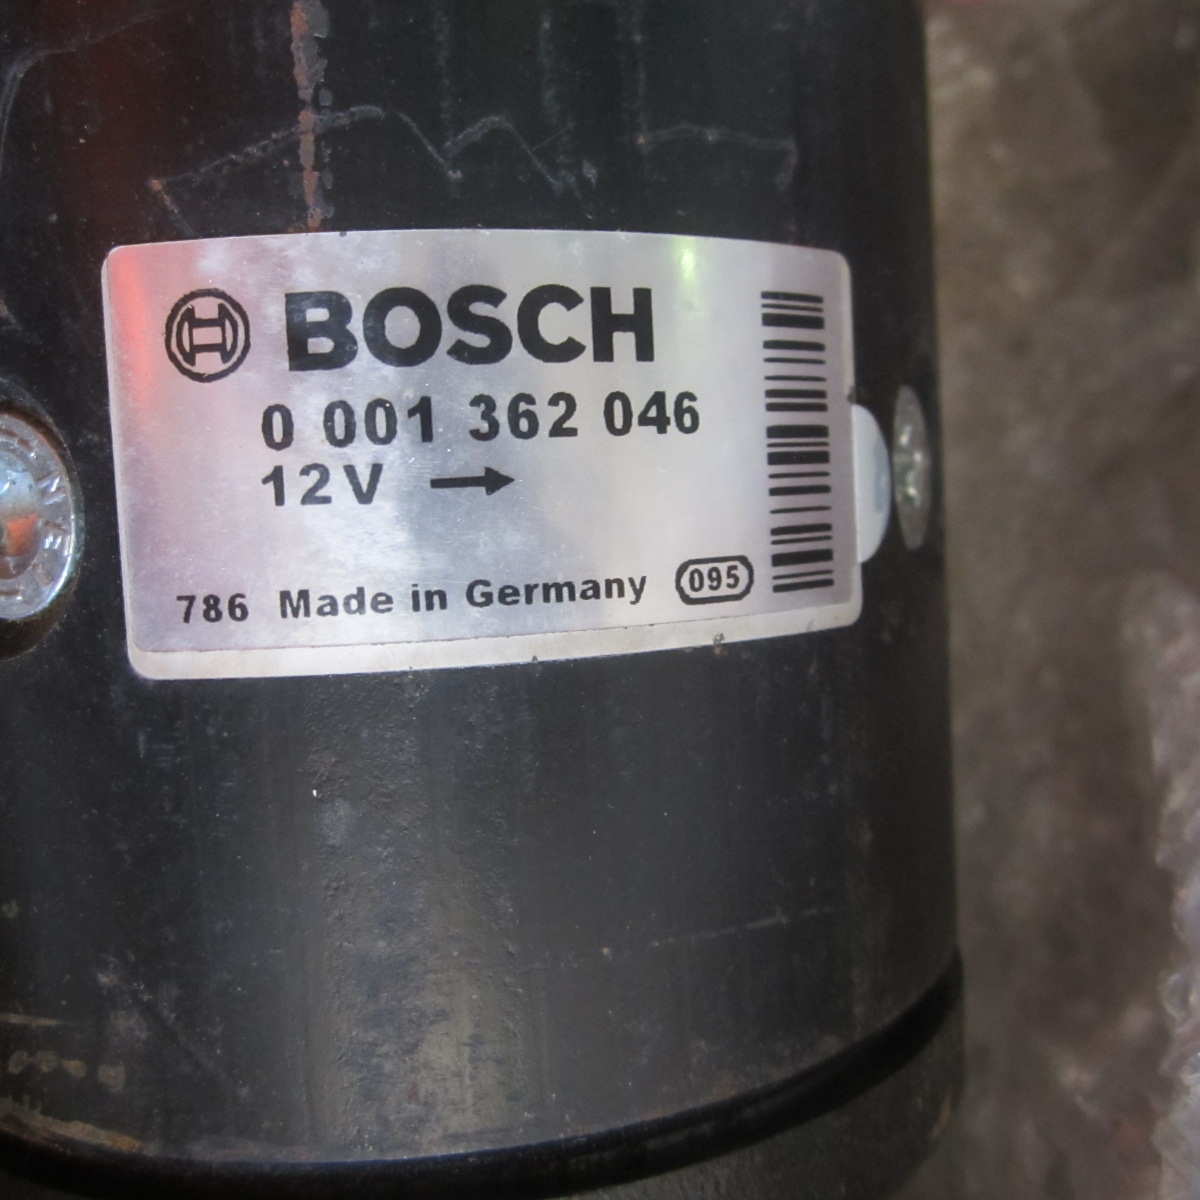 BOSCH
0 001 362 046
12V →
786 Made in Germany 095